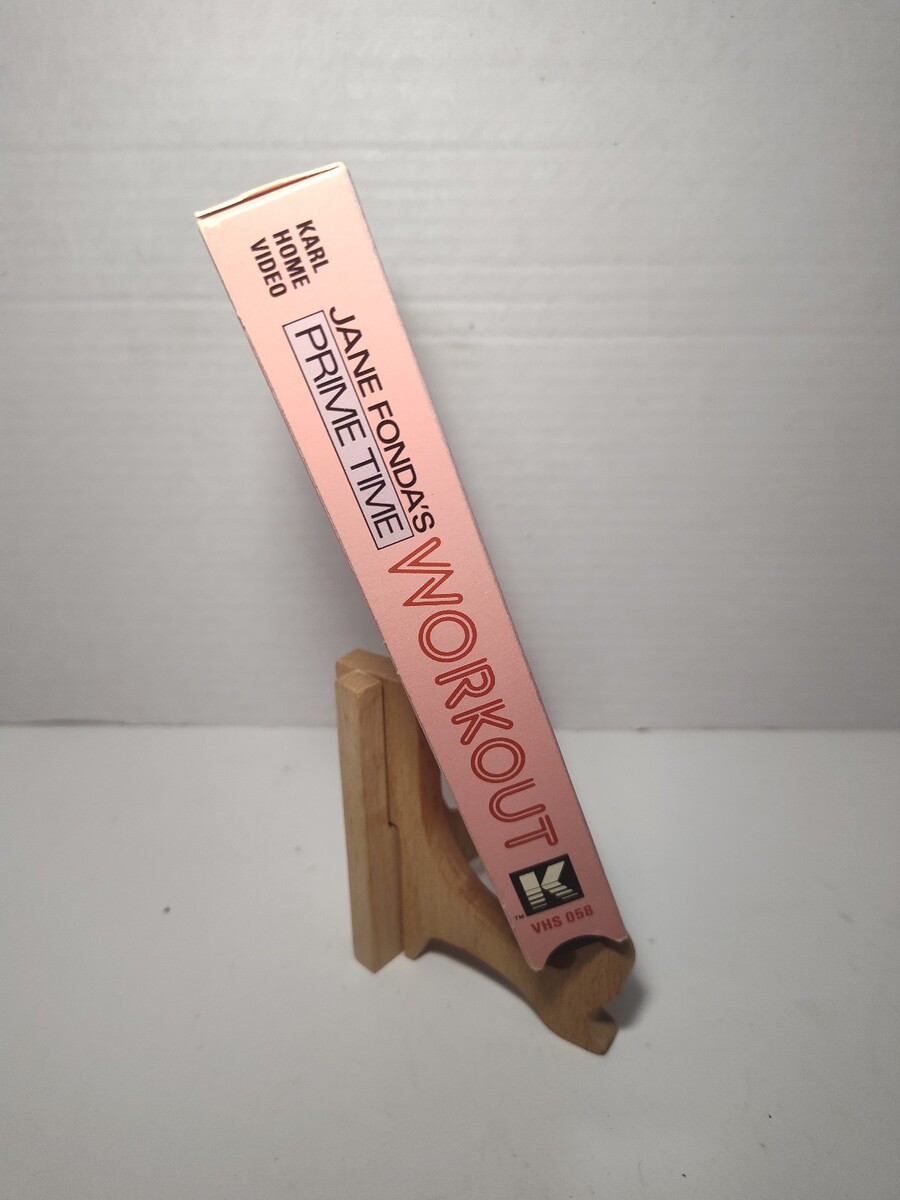 KARL
HOME
VIDEO
JANE FONDA'S
PRIME TIME
WORKOUT
K
™
VHS 058